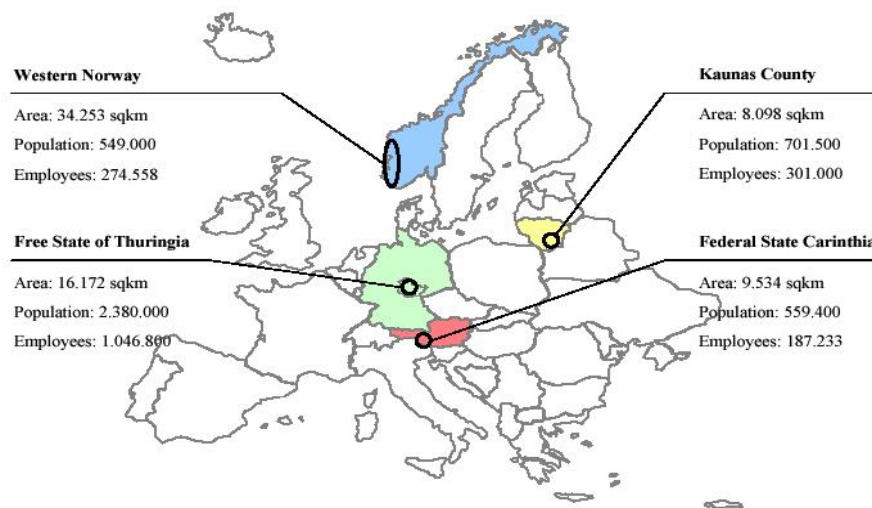 Western Norway
Area: 34.253 sqkm
Population: 549.000
Employees: 274.558
Kaunas County
Area: 8.098 sqkm
Population: 701.500
Employees: 301.000
Free State of Thuringia
Area: 16.172 sqkm
Population: 2.380.000
Employees: 1.046.800
Federal State Carinthia
Area: 9.534 sqkm
Population: 559.400
Employees: 187.233